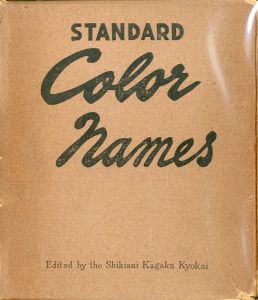 STANDARD
Color
Names
Edited by the Shikisai Kagaku Kyokai